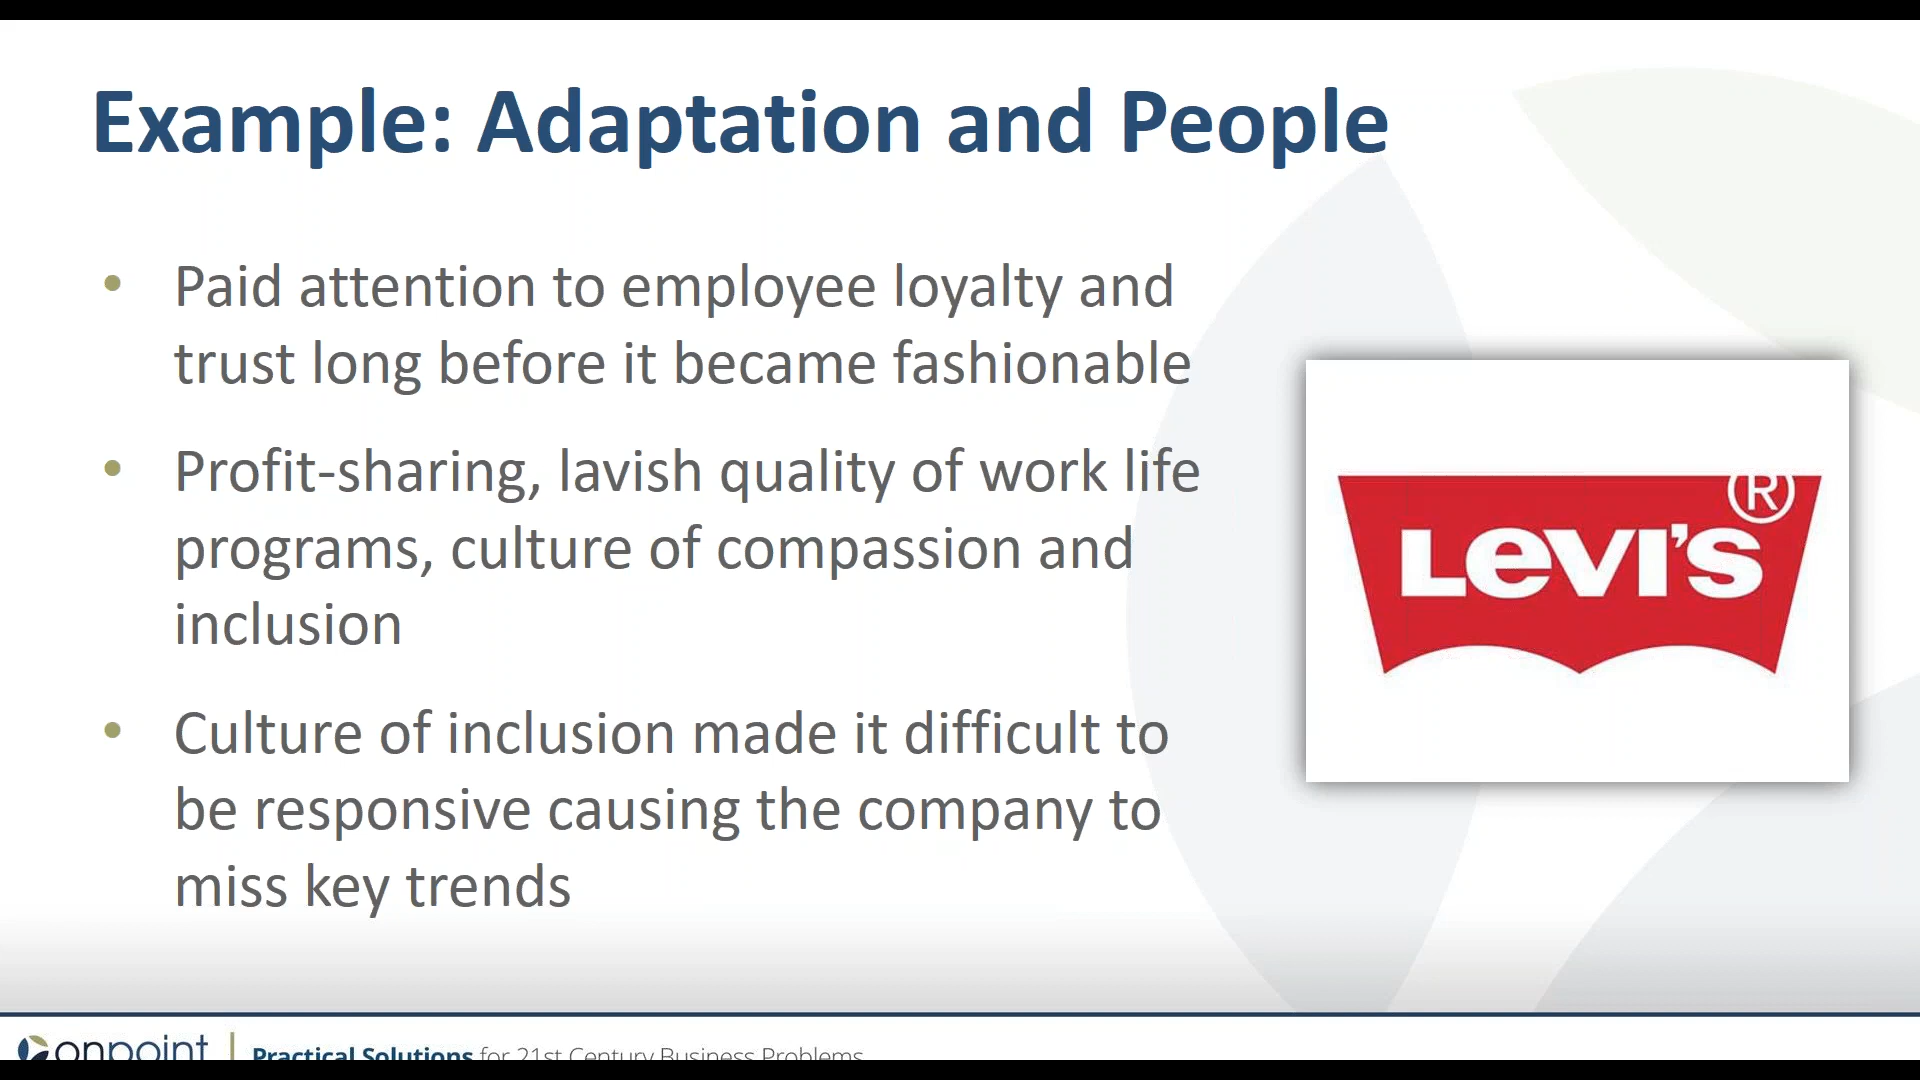 Example: Adaptation and People
• Paid attention to employee loyalty and
trust long before it became fashionable
• Profit-sharing, lavish quality of work life
programs, culture of compassion and
inclusion
• Culture of inclusion made it difficult to
be responsive causing the company to
miss key trends
LEVI'S®
onpoint | Practical Solutions for 21st Century Business Problems